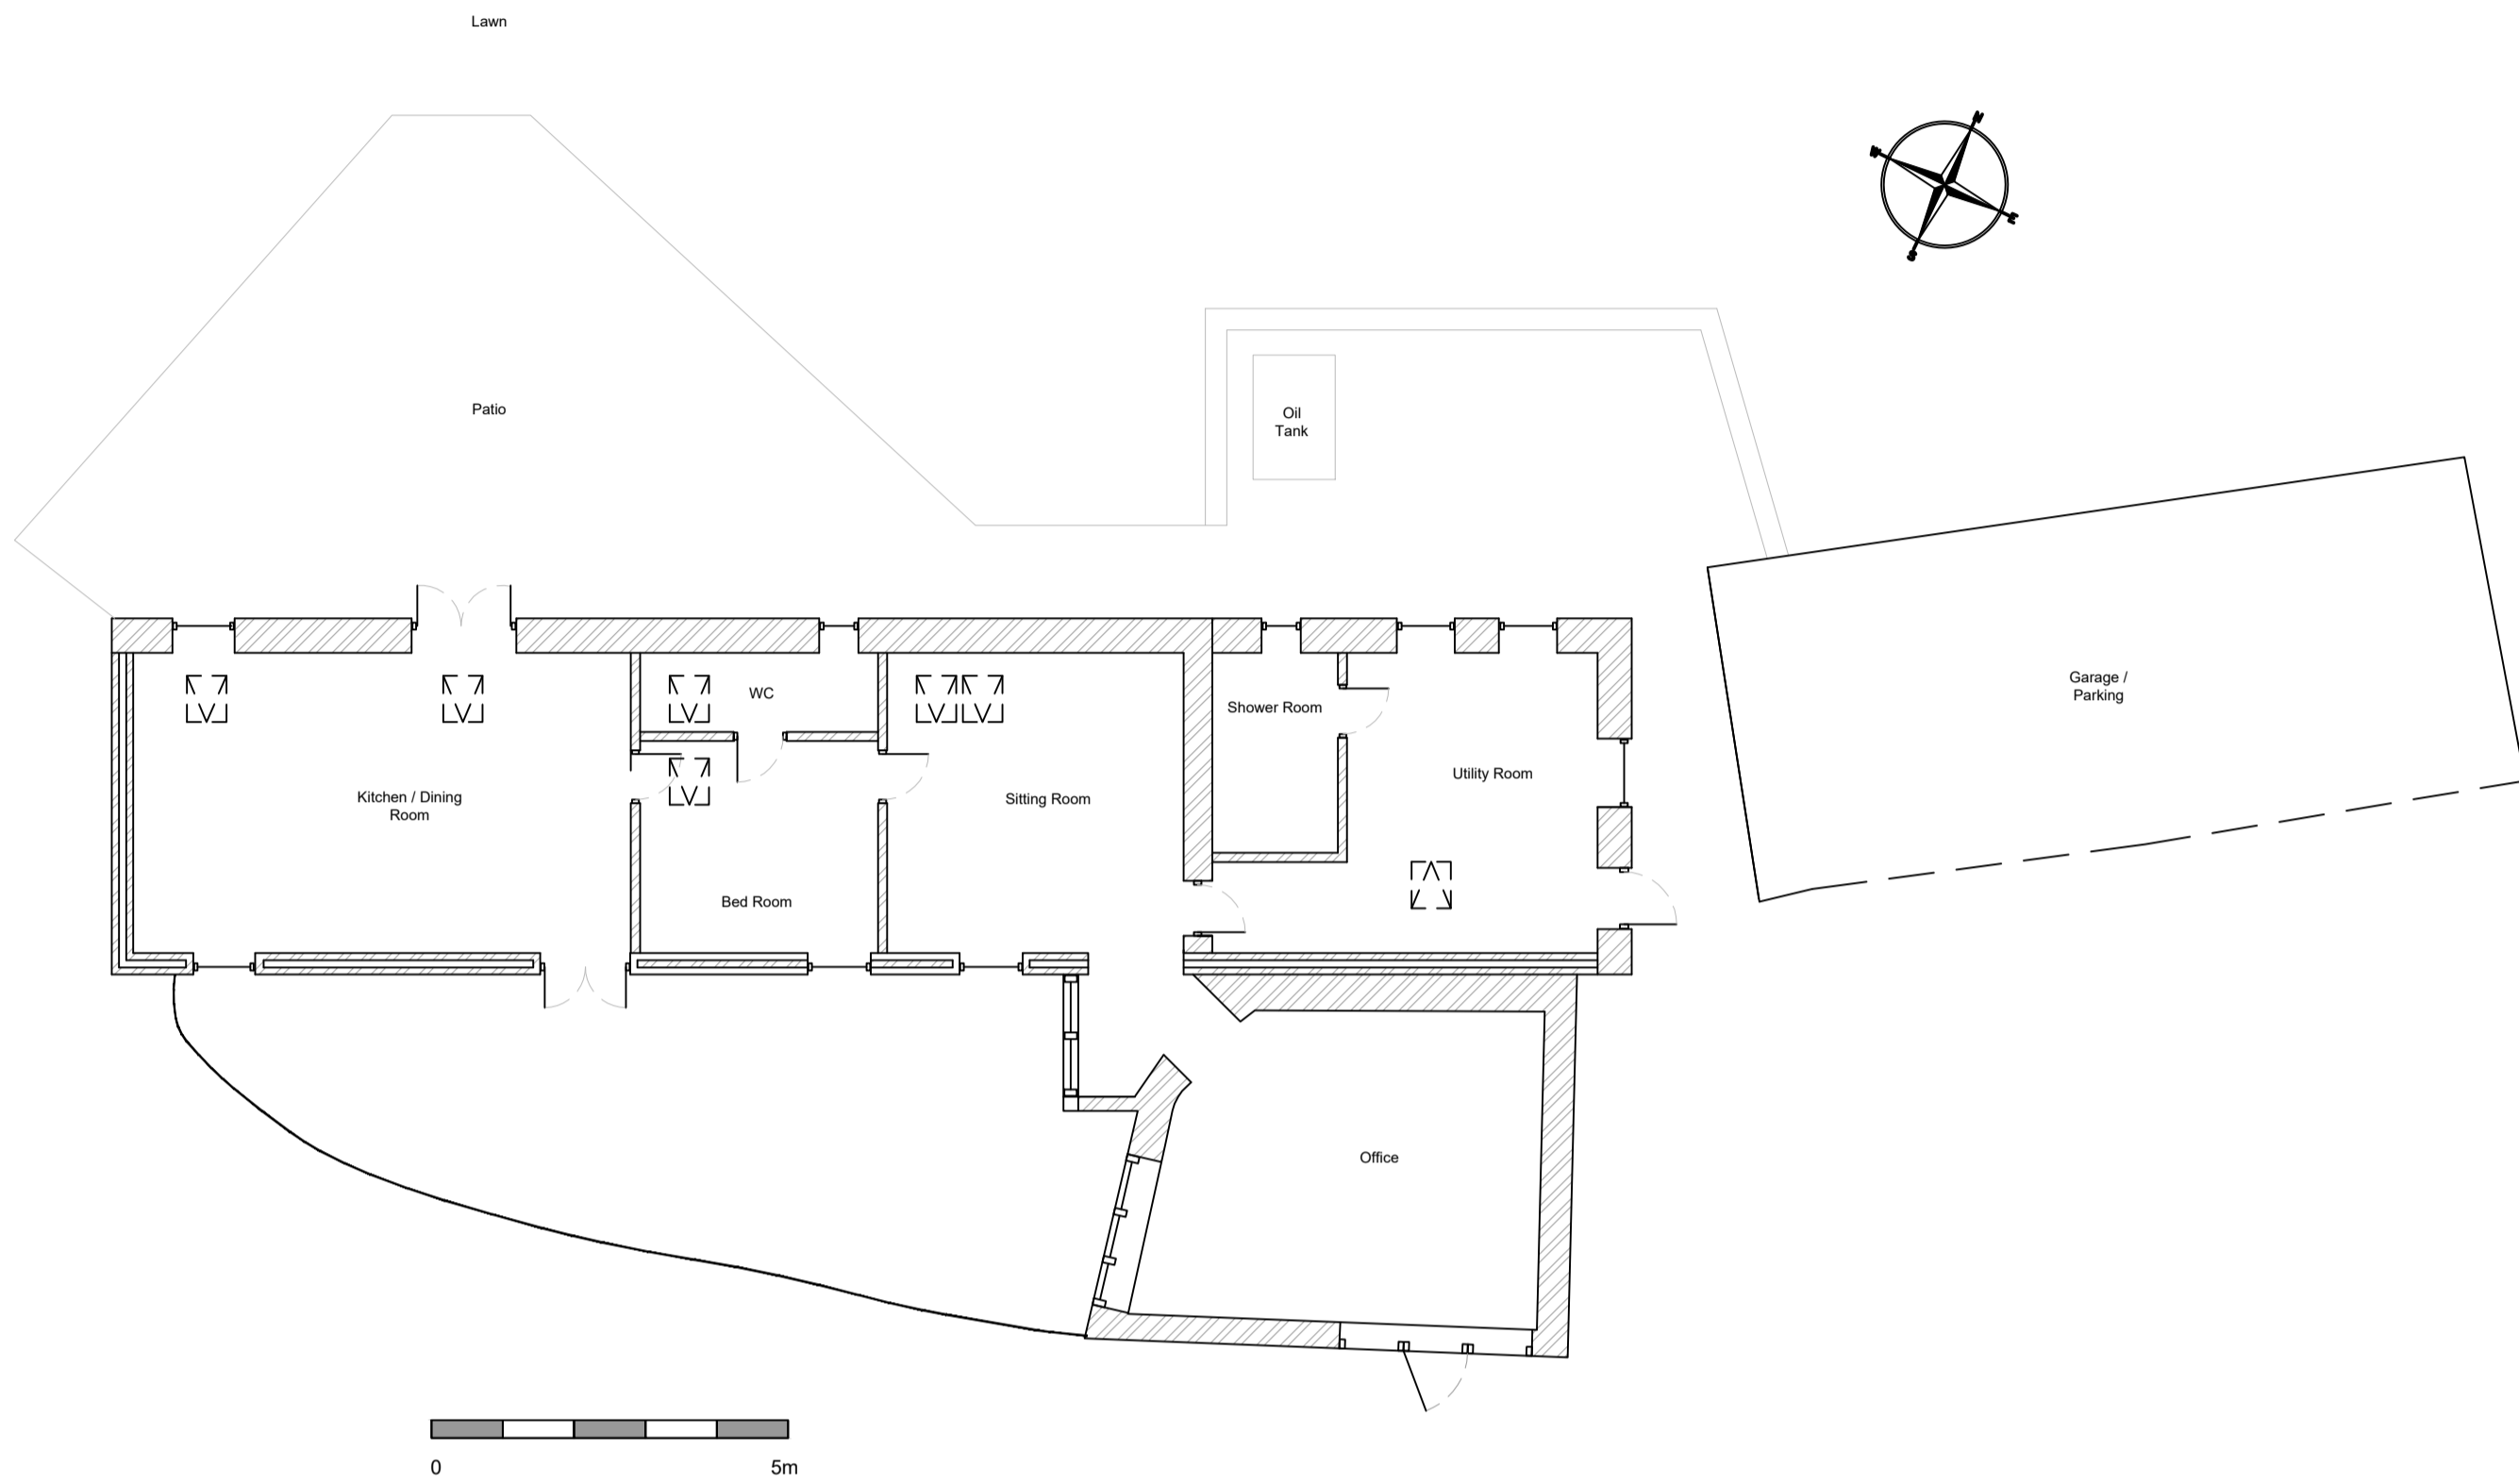 Lawn
N
S
Patio
Oil
Tank
WC
Shower Room
Garage /
Parking
Utility Room
Kitchen / Dining
Room
Sitting Room
Bed Room
Office
0
5m